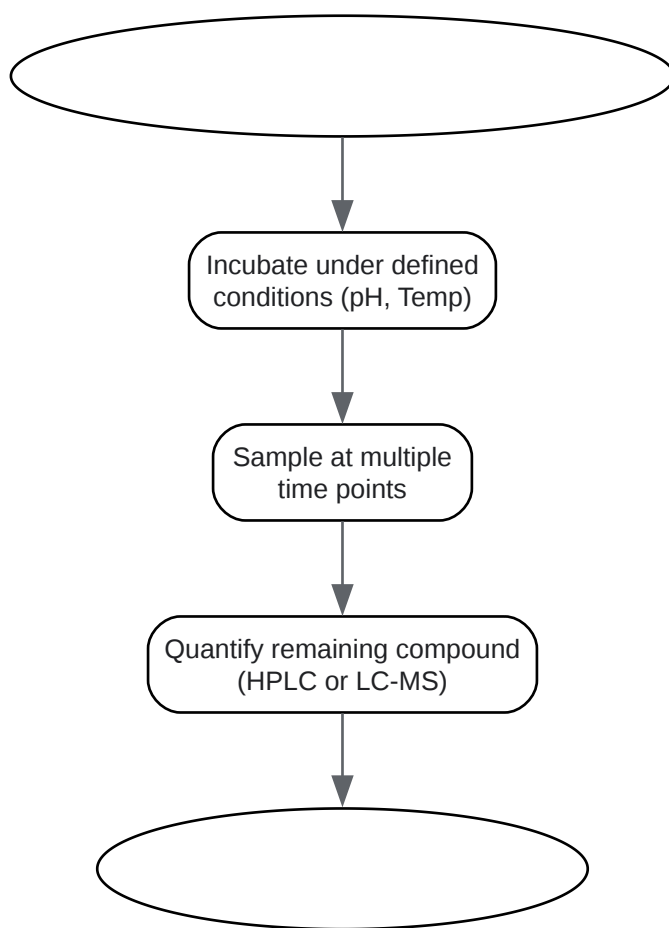 Incubate under defined
conditions (pH, Temp)
Sample at multiple
time points
Quantify remaining compound
(HPLC or LC-MS)